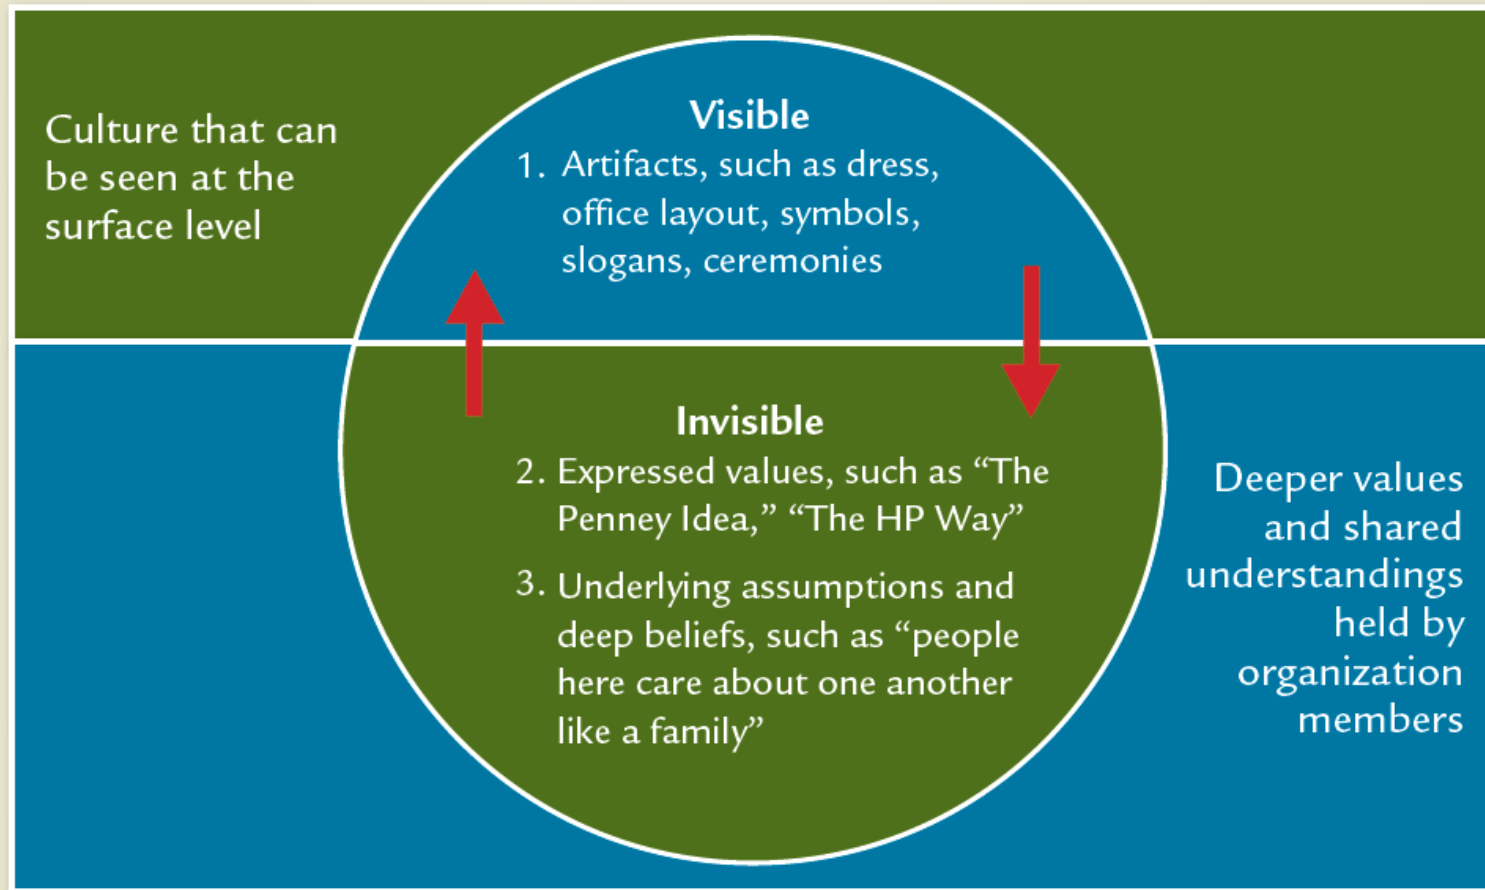 Culture that can
be seen at the
surface level
Visible
1. Artifacts, such as dress,
office layout, symbols,
slogans, ceremonies
Invisible
2. Expressed values, such as “The
Penney Idea,” “The HP Way”
3. Underlying assumptions and
deep beliefs, such as “people
here care about one another
like a family”
Deeper values
and shared
understandings
held by
organization
members